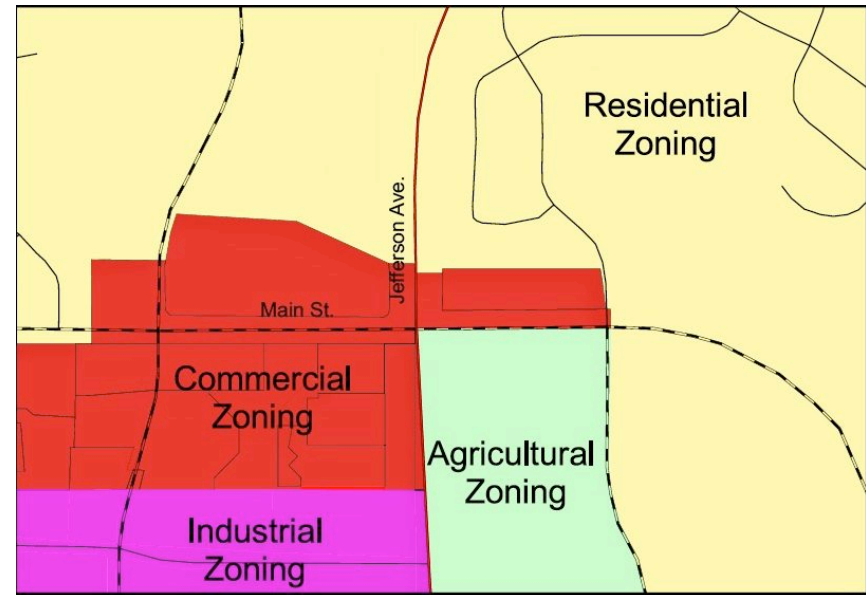 Residential
Zoning
Jefferson Ave.
Main St.
Commercial
Zoning
Agricultural
Zoning
Industrial
Zoning